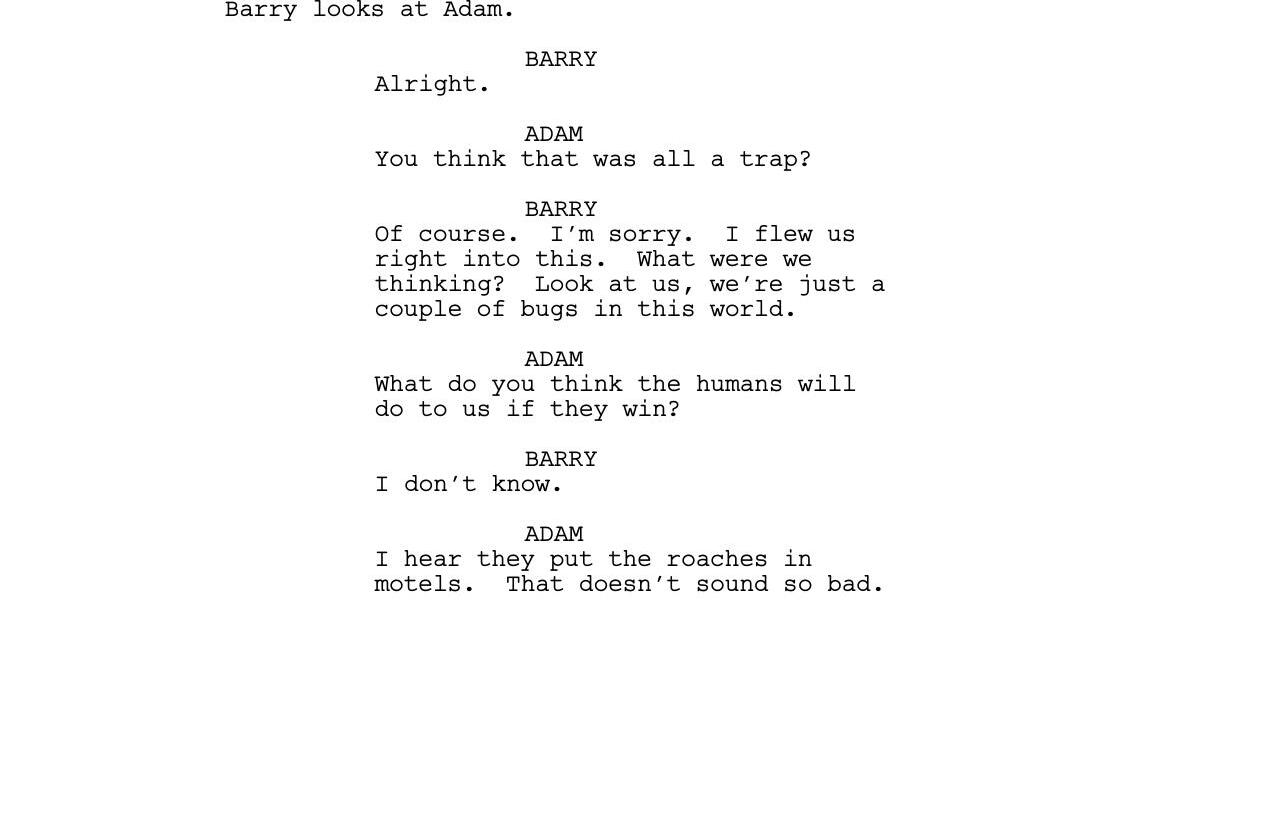 Barry looks at Adam.
BARRY
Alright.
ADAM
You think that was all a trap?
BARRY
Of course.  I’m sorry.  I flew us
right into this.  What were we
thinking?  Look at us, we’re just a
couple of bugs in this world.
ADAM
What do you think the humans will
do to us if they win?
BARRY
I don’t know.
ADAM
I hear they put the roaches in
motels.  That doesn’t sound so bad.